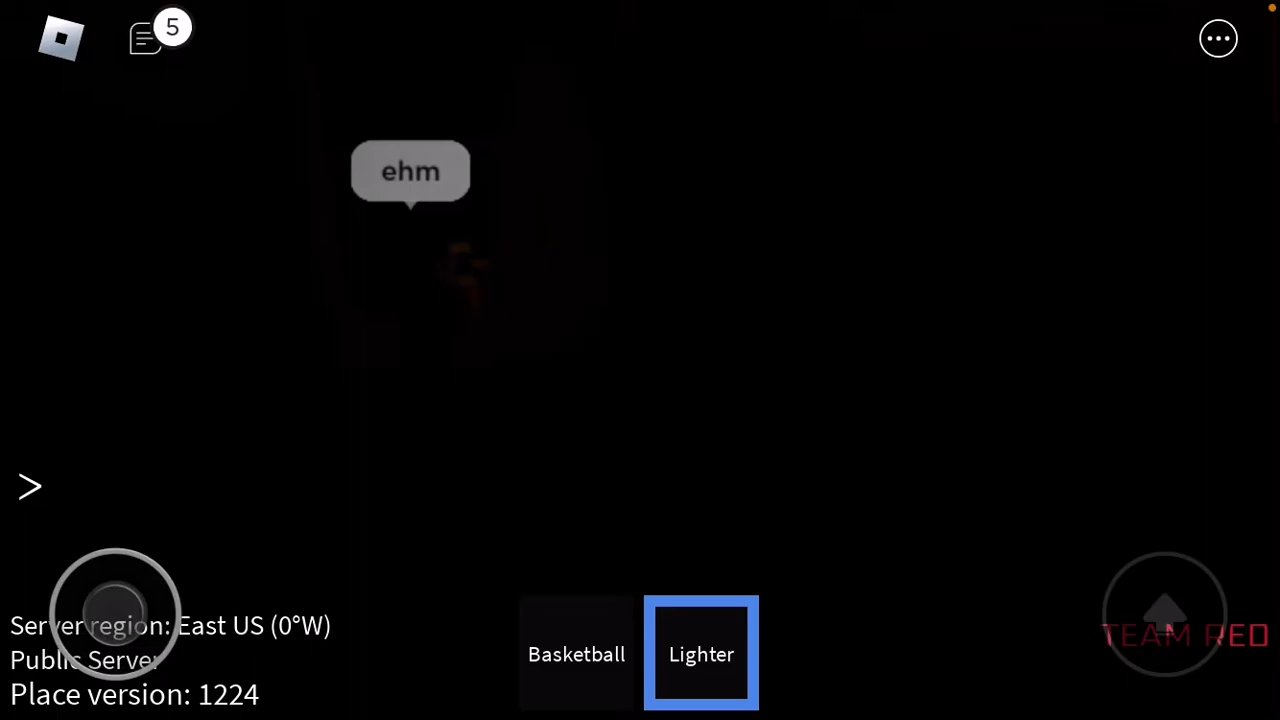 5
ehm
>
Server region: East US (0°W)
Public Server
Place version: 1224
Basketball
Lighter
TEAM RED